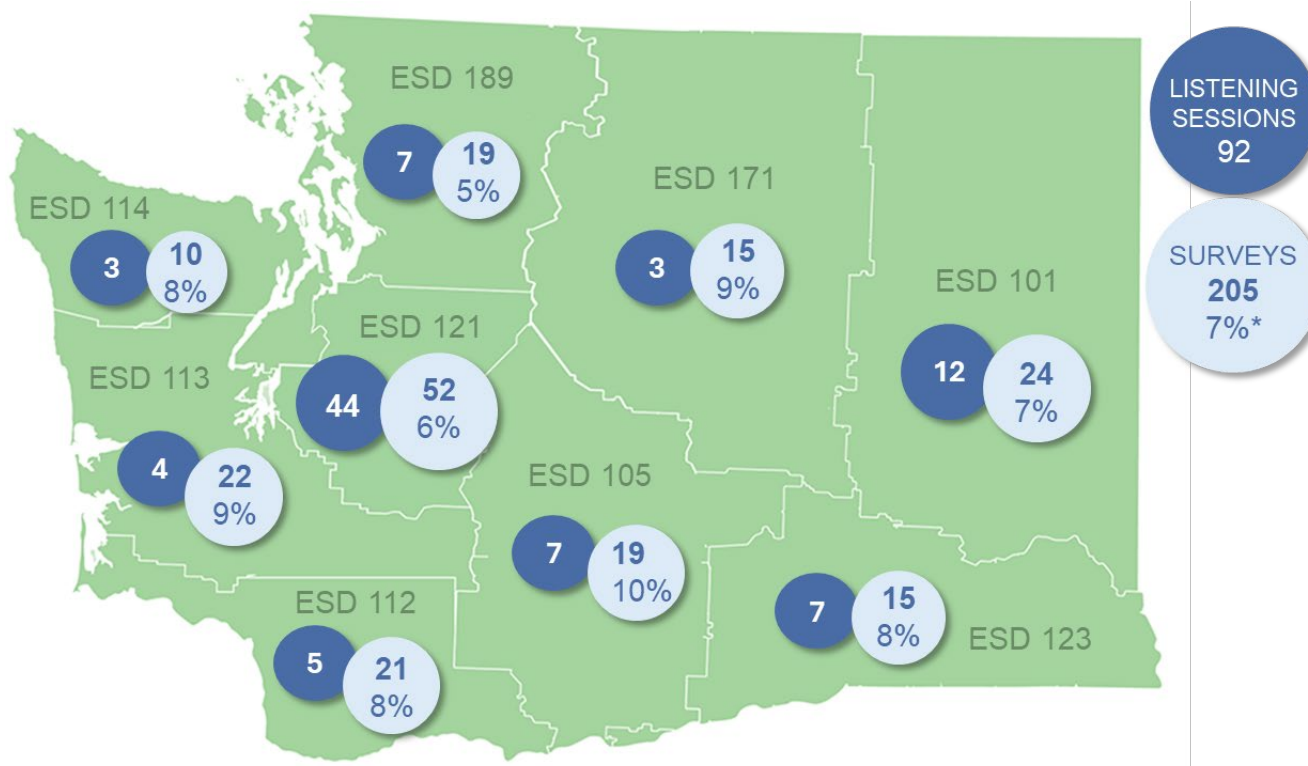 ESD 189
7
19
5%
ESD 114
3
10
8%
ESD 171
3
15
9%
ESD 101
12
24
7%
ESD 121
44
52
6%
ESD 113
4
22
9%
ESD 105
7
19
10%
ESD 112
5
21
8%
7
15
8%
ESD 123
LISTENING
SESSIONS
92
SURVEYS
205
7%*